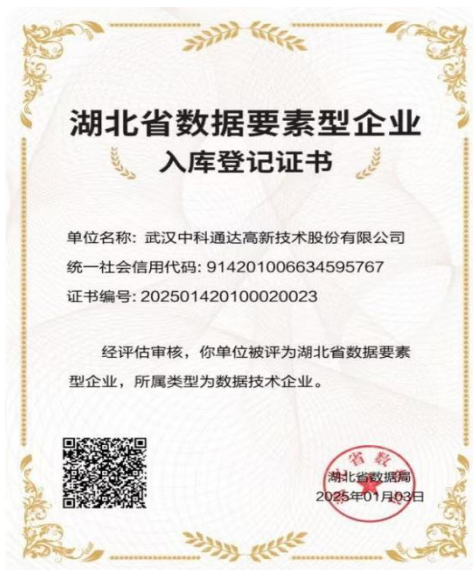 湖北省数据要素型企业
入库登记证书
单位名称: 武汉中科通达高新技术股份有限公司
统一社会信用代码: 914201006634595767
证书编号: 202501420100020023
经评估审核，你单位被评为湖北省数据要素
型企业，所属类型为数据技术企业。
湖北省数据局
2025年01月03日